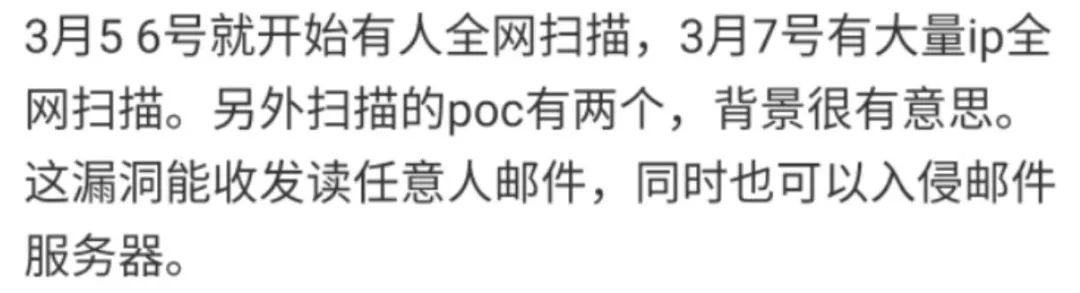 3月5 6号就开始有人全网扫描，3月7号有大量ip全
网扫描。另外扫描的poc有两个，背景很有意思。
这漏洞能收发读任意人邮件，同时也可以入侵邮件
服务器。